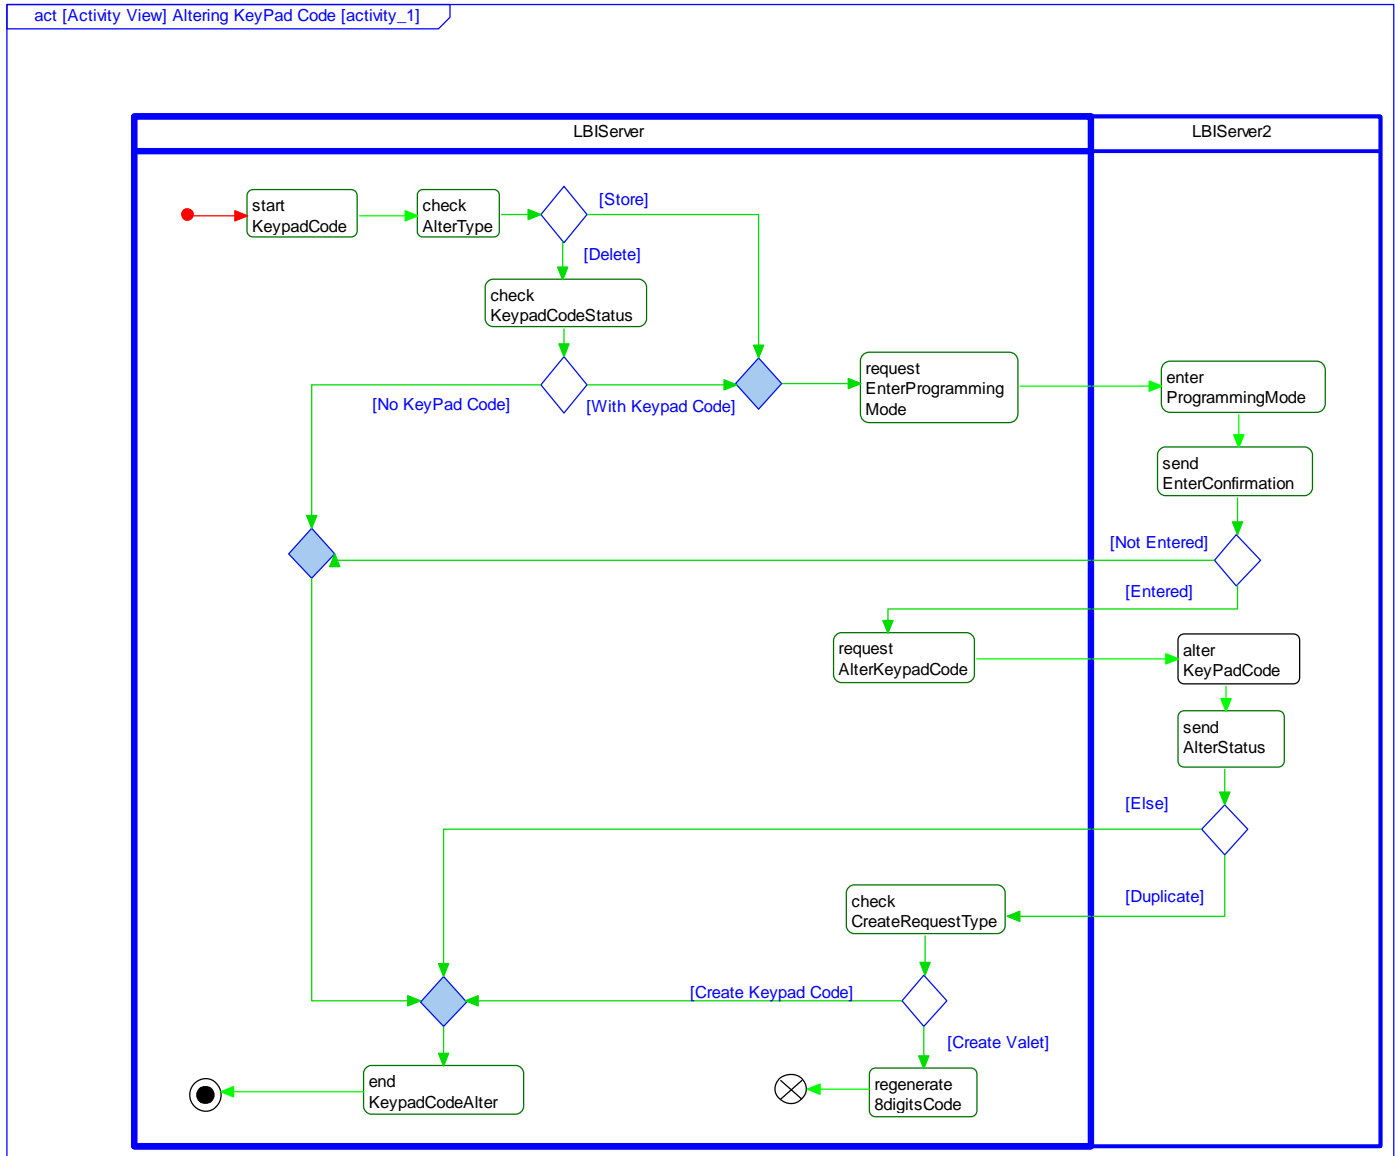 act [Activity View] Altering KeyPad Code [activity_1]
LBIServer
LBIServer2
start
KeypadCode
check
AlterType
[Store]
[Delete]
check
KeypadCodeStatus
[No KeyPad Code]
[With Keypad Code]
request
EnterProgramming
Mode
enter
ProgrammingMode
send
EnterConfirmation
[Not Entered]
[Entered]
request
AlterKeypadCode
alter
KeyPadCode
send
AlterStatus
[Else]
[Duplicate]
check
CreateRequestType
[Create Keypad Code]
[Create Valet]
end
KeypadCodeAlter
regenerate
8digitsCode